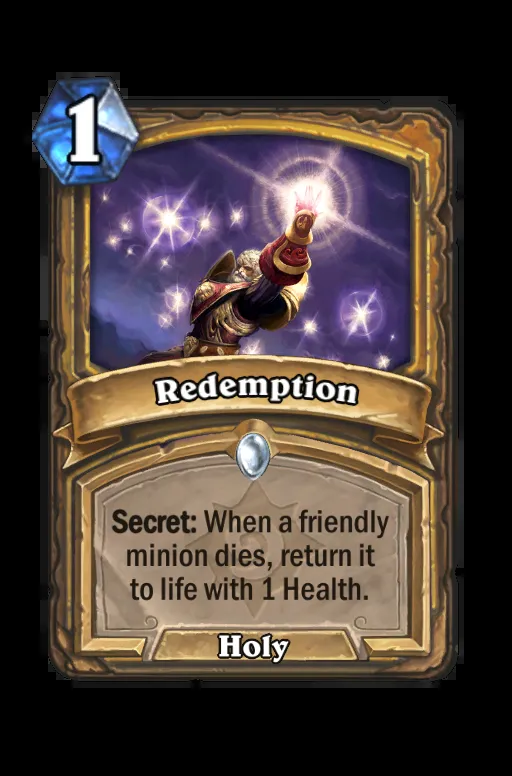 1
Redemption
Secret: When a friendly
minion dies, return it
to life with 1 Health.
Holy